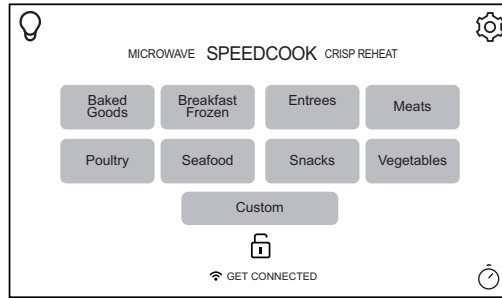 MICROWAVE SPEEDCOOK CRISP REHEAT
Baked
Goods
Breakfast
Frozen
Entrees
Meats
Poultry
Seafood
Snacks
Vegetables
Custom
GET CONNECTED